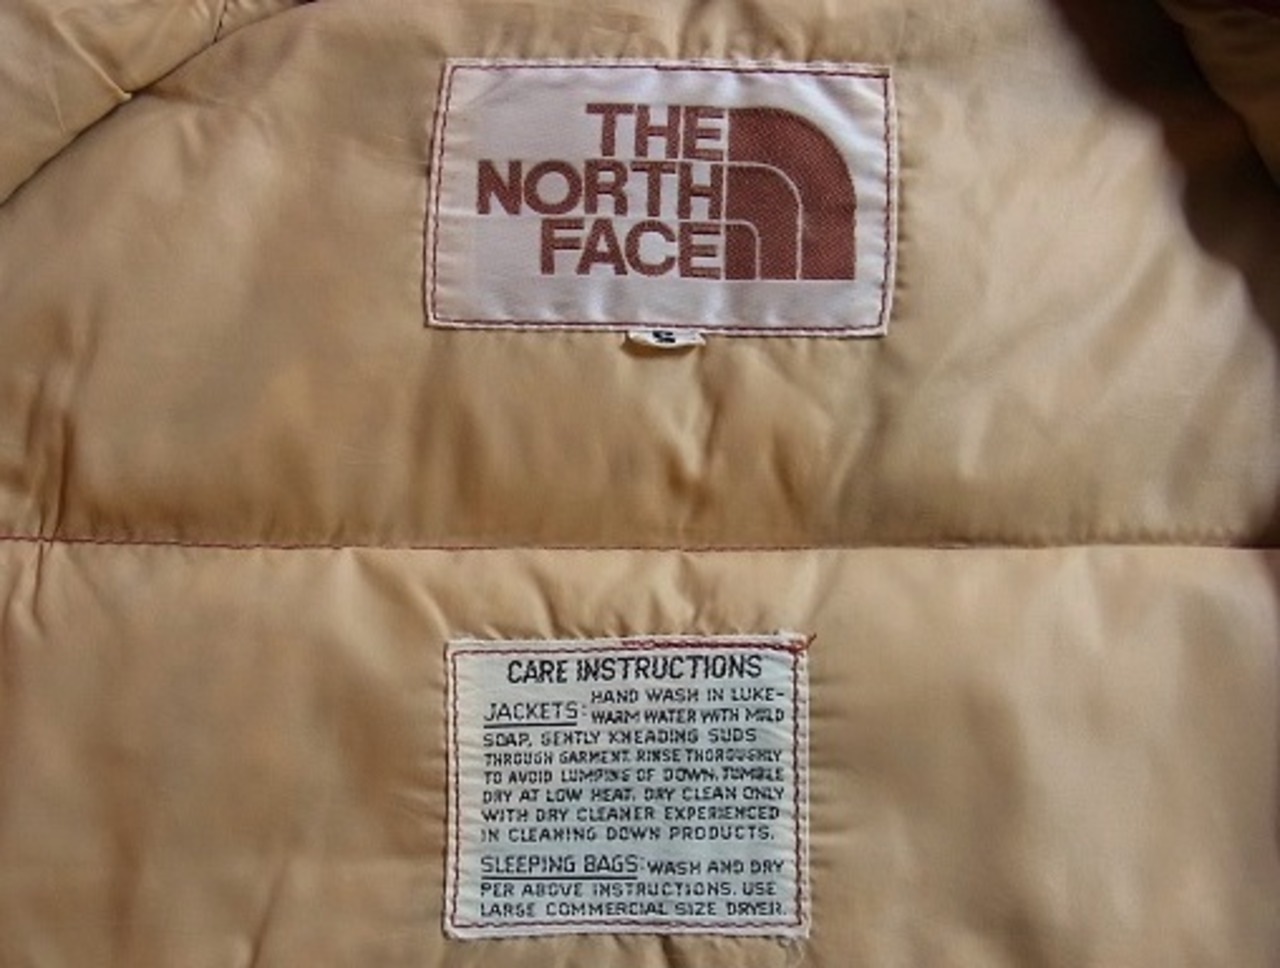 THE
NORTH
FACE
S
CARE INSTRUCTIONS
JACKETS: HAND WASH IN LUKE-
WARM WATER WITH MILD
SOAP, GENTLY KNEADING SUDS
THROUGH GARMENT. RINSE THOROUGHLY
TO AVOID LUMPING OF DOWN. TUMBLE
DRY AT LOW HEAT. DRY CLEAN ONLY
WITH DRY CLEANER EXPERIENCED
IN CLEANING DOWN PRODUCTS.
SLEEPING BAGS: WASH AND DRY
PER ABOVE INSTRUCTIONS. USE
LARGE COMMERCIAL SIZE DRYER.